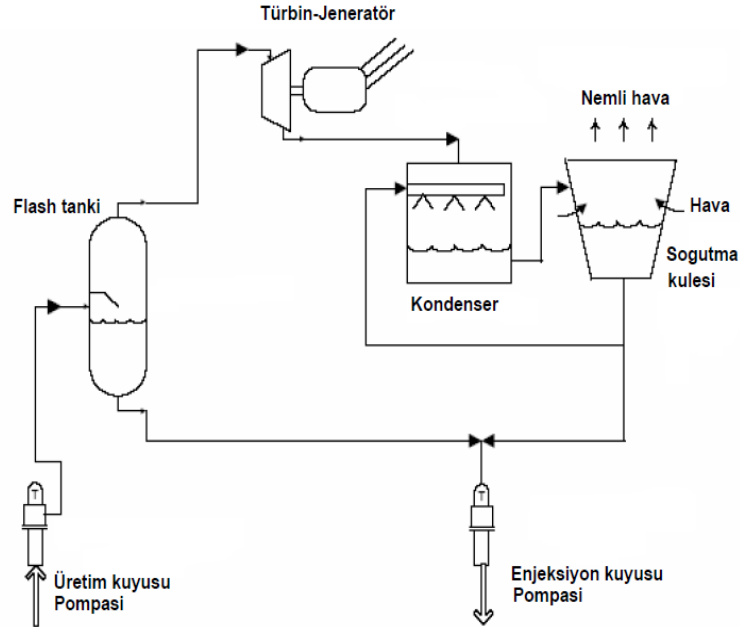 Türbin-Jeneratör
Nemli hava
Flash tanki
Hava
Sogutma
kulesi
Kondenser
T
T
Üretim kuyusu
Pompasi
Enjeksiyon kuyusu
Pompasi